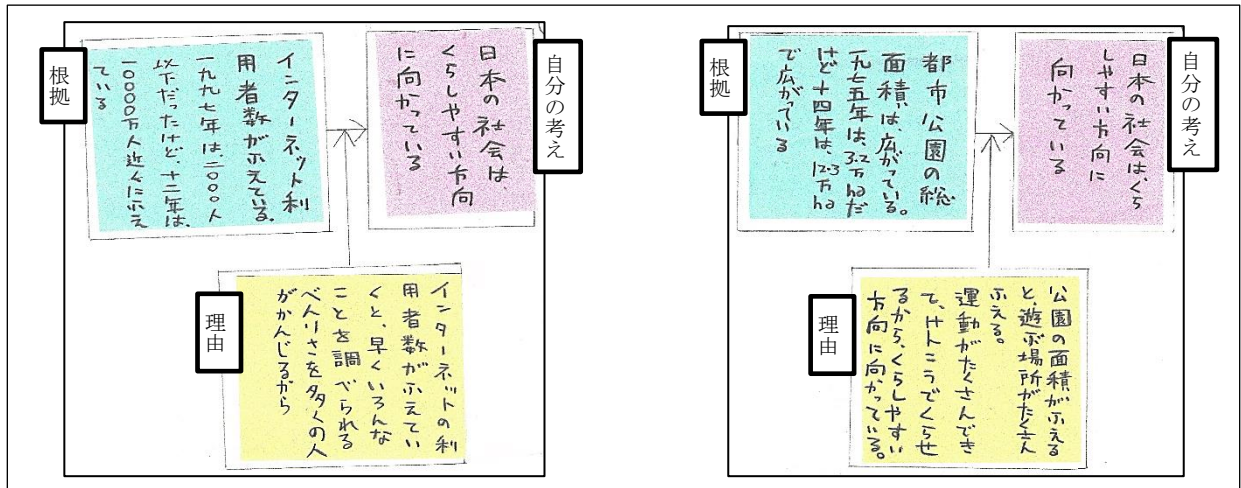 自分の考え
日本の社会は、くら
しやすい方向に
向かっている
根拠
都市公園の総
面積は、広がっている。
一九七五年は、3.2万haだ
けど十四年は、12.3万ha
で広がっている
理由
公園の面積がふえる
と、遊ぶ場所がたくさん
ふえる。
運動がたくさんでき
て、けんこうでくらせ
るから、くらしやすい
方向に向かっている。
自分の考え
日本の社会は、
くらしやすい方向
に向かっている
根拠
インターネット利
用者数がふえている。
一九九七年は、二〇〇〇人
以下だったけど、十二年は、
一〇〇〇〇万人近くにふえ
ている
理由
インターネットの利
用者数がふえてい
くと、早くいろんな
ことを調べられる
べんりさを多くの人
がかんじるから